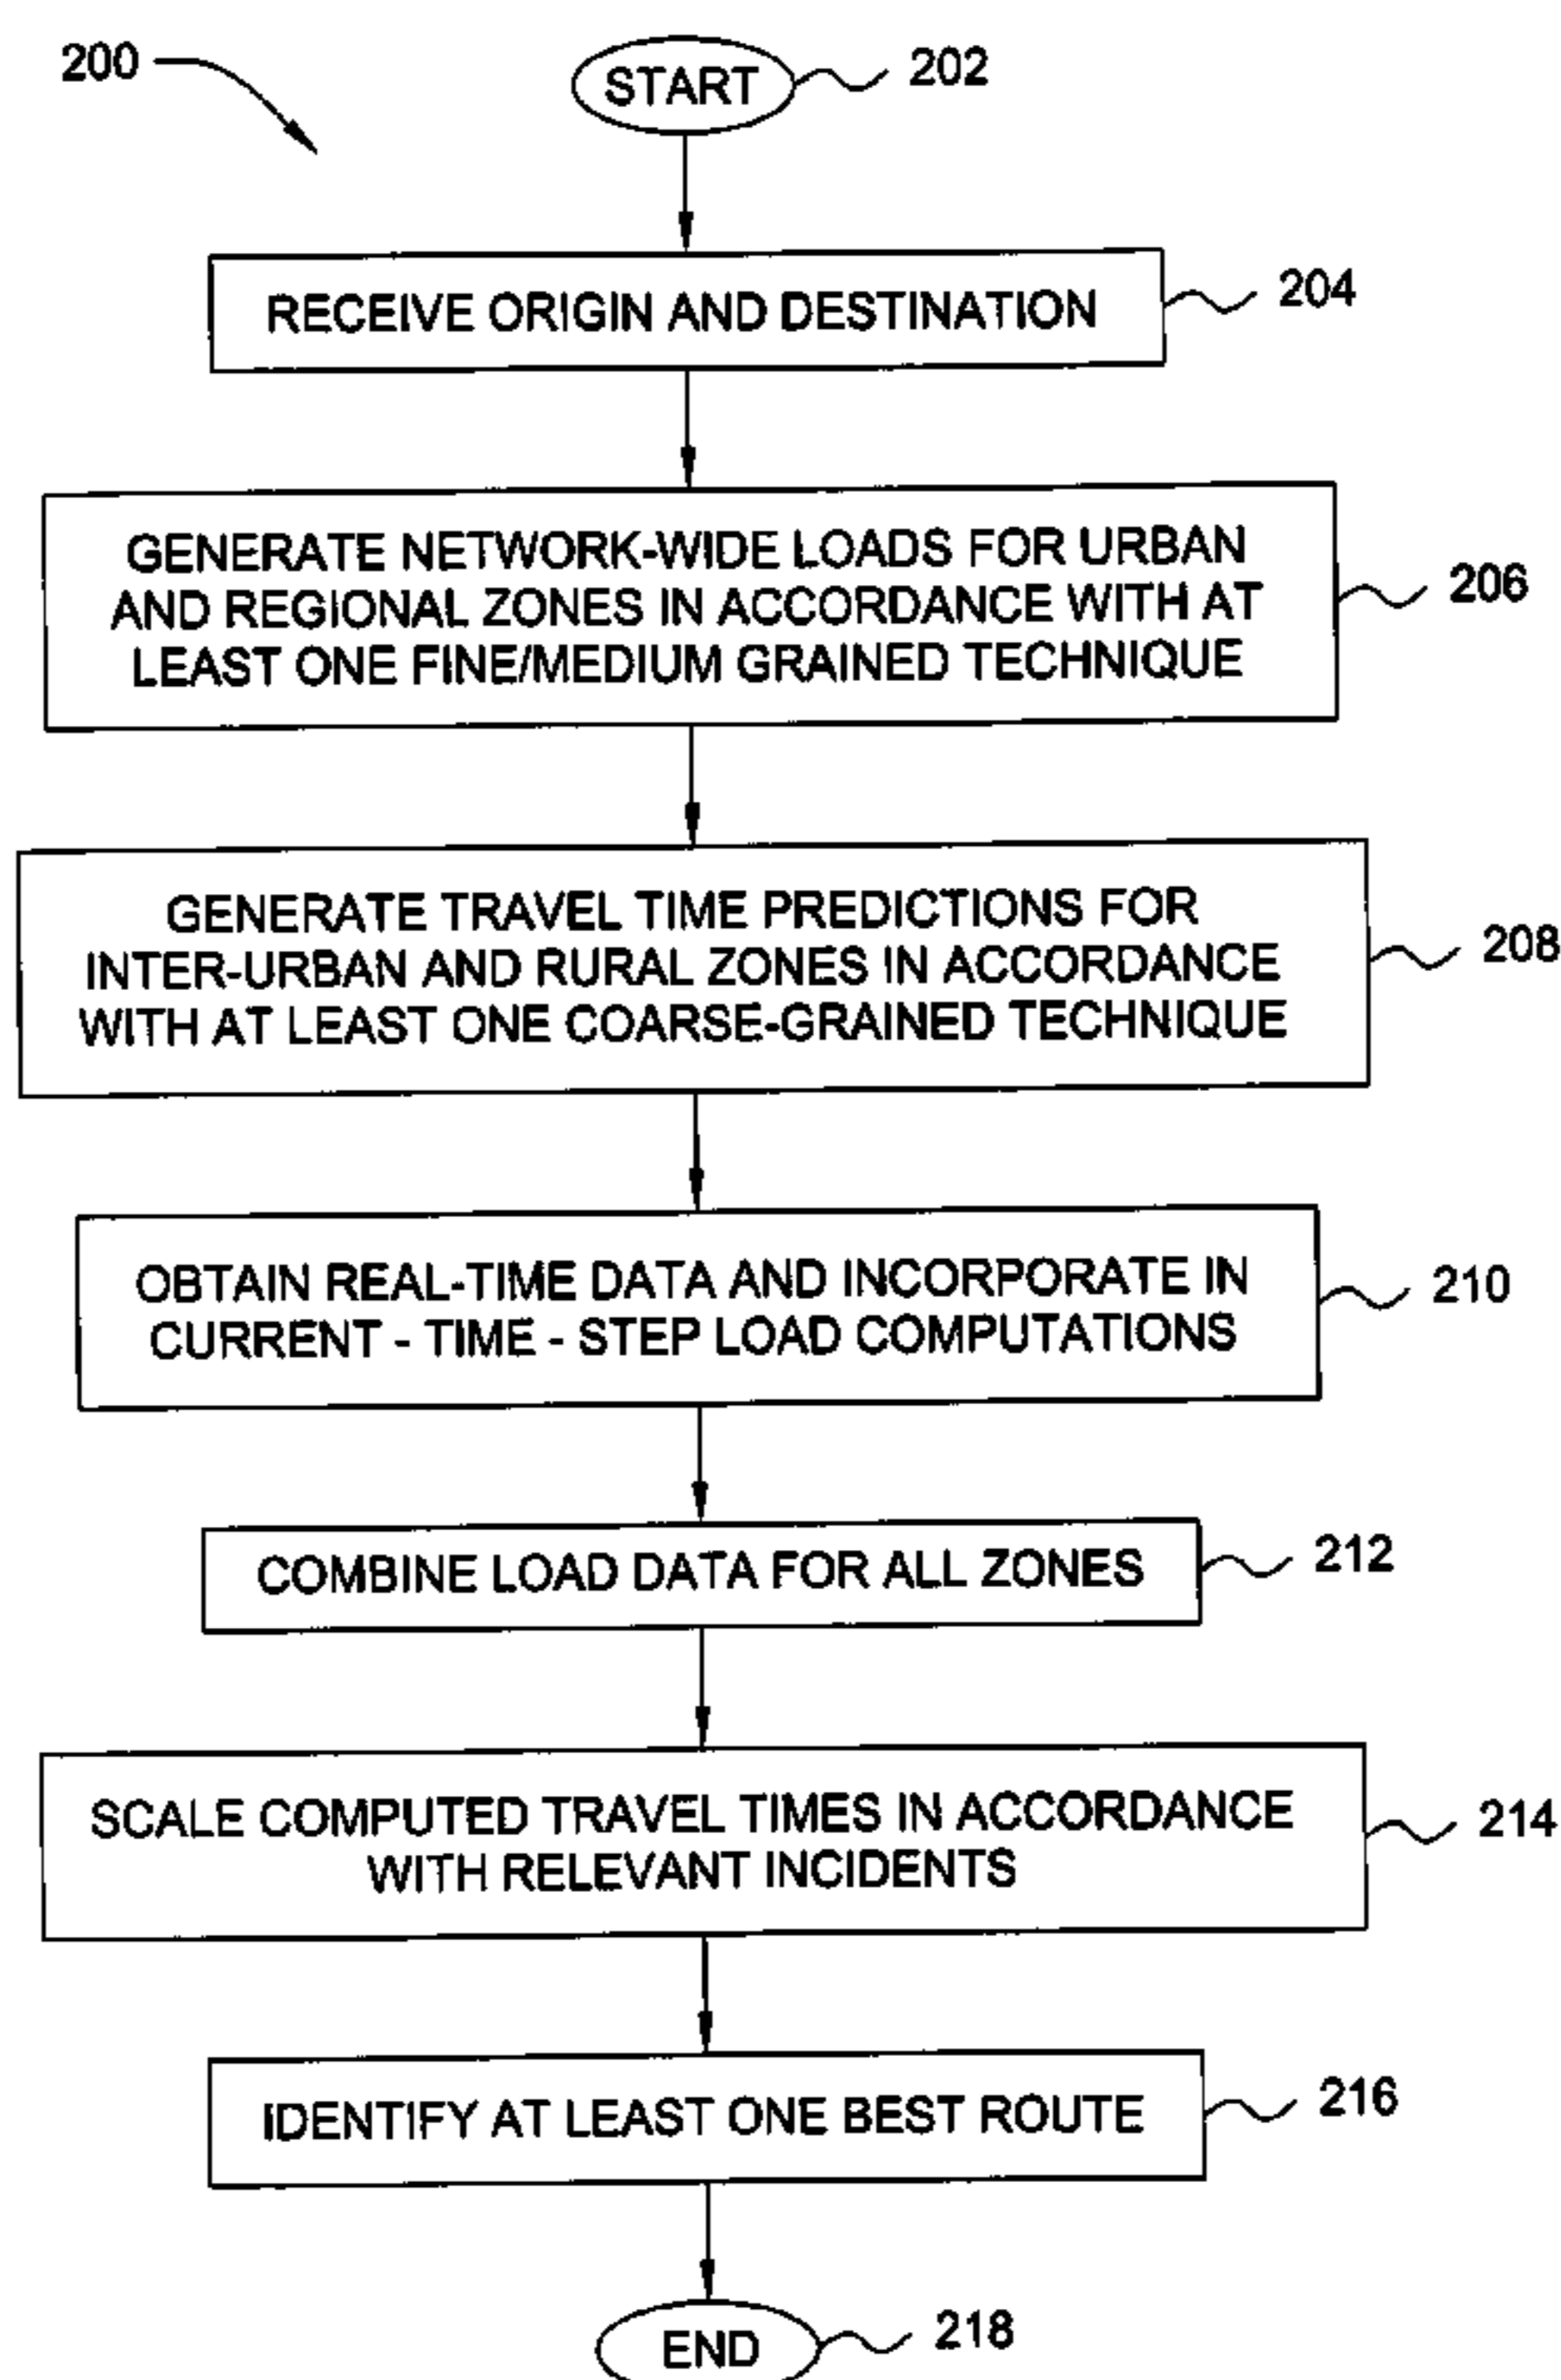 200
START
202
RECEIVE ORIGIN AND DESTINATION
204
GENERATE NETWORK-WIDE LOADS FOR URBAN
AND REGIONAL ZONES IN ACCORDANCE WITH AT
LEAST ONE FINE/MEDIUM GRAINED TECHNIQUE
206
GENERATE TRAVEL TIME PREDICTIONS FOR
INTER-URBAN AND RURAL ZONES IN ACCORDANCE
WITH AT LEAST ONE COARSE-GRAINED TECHNIQUE
208
OBTAIN REAL-TIME DATA AND INCORPORATE IN
CURRENT - TIME - STEP LOAD COMPUTATIONS
210
COMBINE LOAD DATA FOR ALL ZONES
212
SCALE COMPUTED TRAVEL TIMES IN ACCORDANCE
WITH RELEVANT INCIDENTS
214
IDENTIFY AT LEAST ONE BEST ROUTE
216
END
218